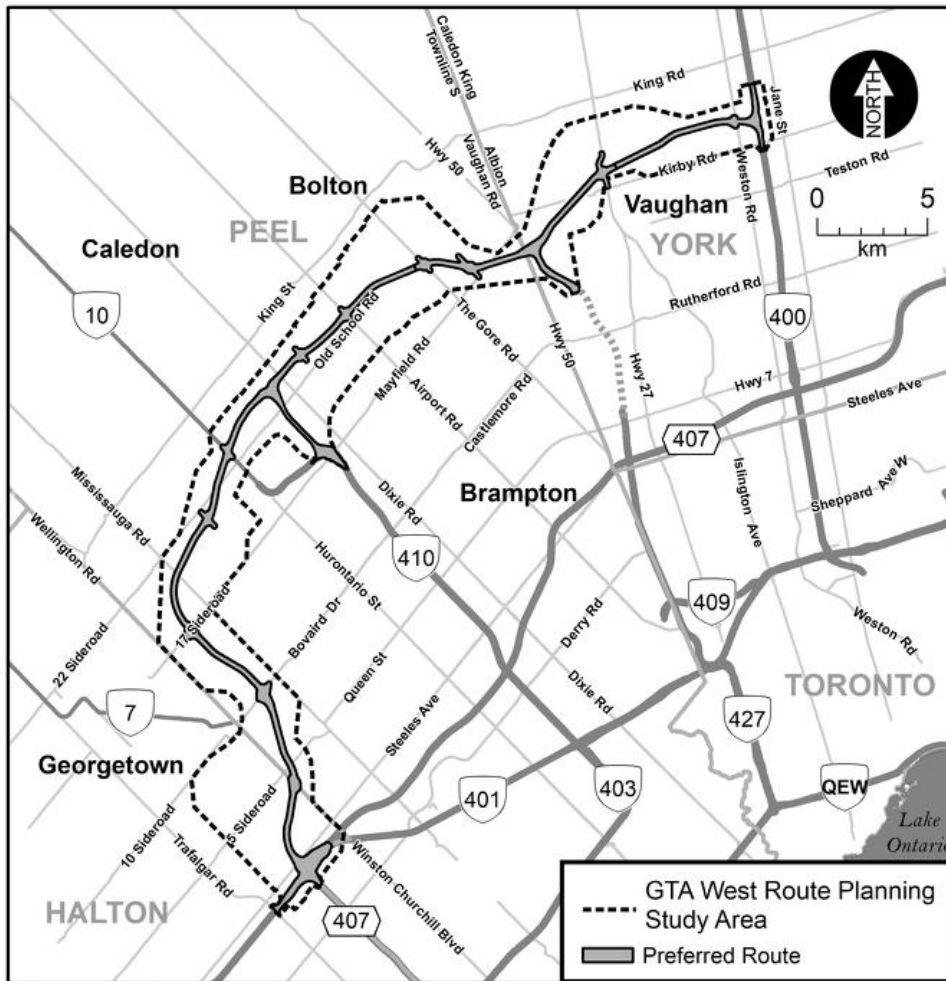 Caledon King
Townline S
King Rd
Jane St
NORTH
Hwy 50
Albion
Vaughan Rd
Kirby Rd
Weston Rd
Teston Rd
Bolton
Vaughan
0 5
km
PEEL
YORK
Caledon
King St
10
Old School Rd
The Gore Rd
Rutherford Rd
400
Hwy 50
Hwy 27
Mayfield Rd
Airport Rd
Castlemore Rd
Hwy 7
Steeles Ave
407
Mississauga Rd
Brampton
Islington
Ave
Sheppard Ave W
Wellington Rd
Dixie Rd
410
Hurontario St
409
22 Sideroad
17 Sideroad
Bovaird Dr
Queen St
Derry Rd
Dixie Rd
Weston Rd
TORONTO
7
Steeles Ave
427
Georgetown
401
403
QEW
10 Sideroad
5 Sideroad
Lake
Ontario
Trafalgar Rd
Winston Churchill Blvd
HALTON
407
GTA West Route Planning
Study Area
Preferred Route